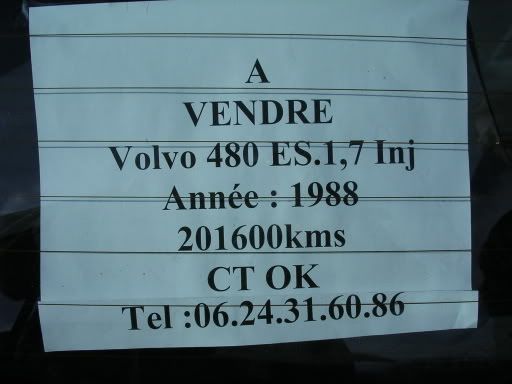 A
VENDRE
Volvo 480 ES.1,7 Inj
Année : 1988
201600kms
CT OK
Tel :06.24.31.60.86